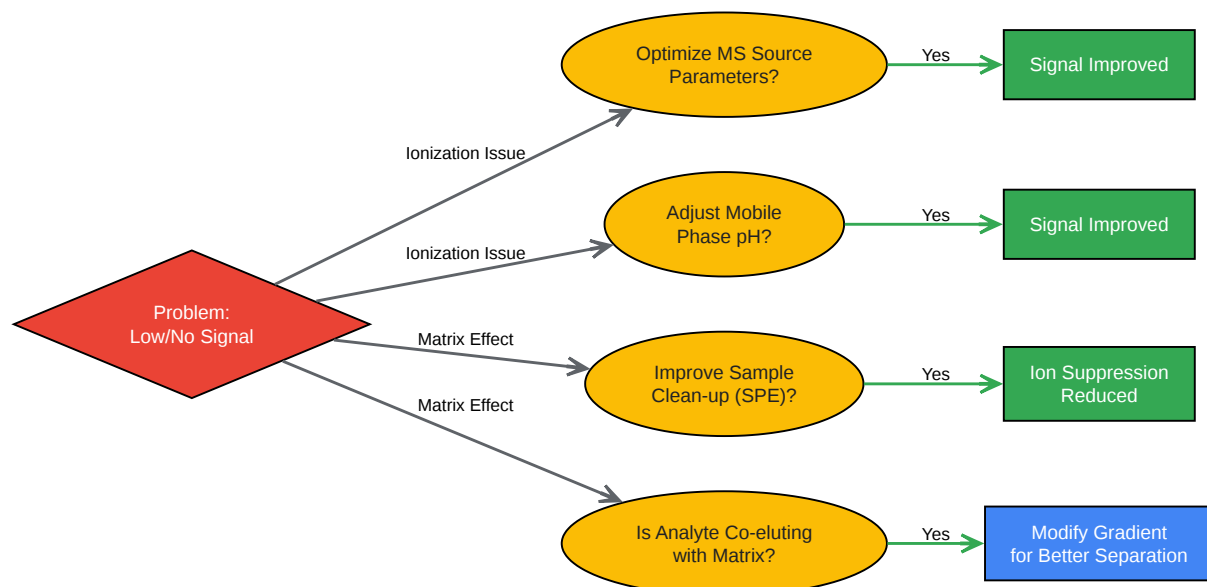 Optimize MS Source
Parameters?
Yes
Signal Improved
Ionization Issue
Adjust Mobile
Phase pH?
Yes
Signal Improved
Ionization Issue
Problem:
Low/No Signal
Matrix Effect
Improve Sample
Clean-up (SPE)?
Yes
Ion Suppression
Reduced
Matrix Effect
Is Analyte Co-eluting
with Matrix?
Yes
Modify Gradient
for Better Separation